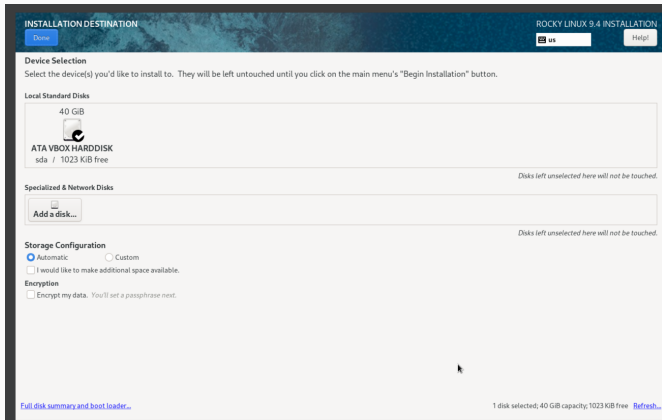 INSTALLATION DESTINATION
ROCKY LINUX 9.4 INSTALLATION
Done
us
Help!
Device Selection
Select the device(s) you'd like to install to. They will be left untouched until you click on the main menu's "Begin Installation" button.
Local Standard Disks
40 GiB
ATA VBOX HARDDISK
sda / 1023 KiB free
Disks left unselected here will not be touched.
Specialized & Network Disks
Add a disk...
Disks left unselected here will not be touched.
Storage Configuration
Automatic Custom
I would like to make additional space available.
Encryption
Encrypt my data. You'll set a passphrase next.
Full disk summary and boot loader... 1 disk selected; 40 GiB capacity; 1023 KiB free Refresh...